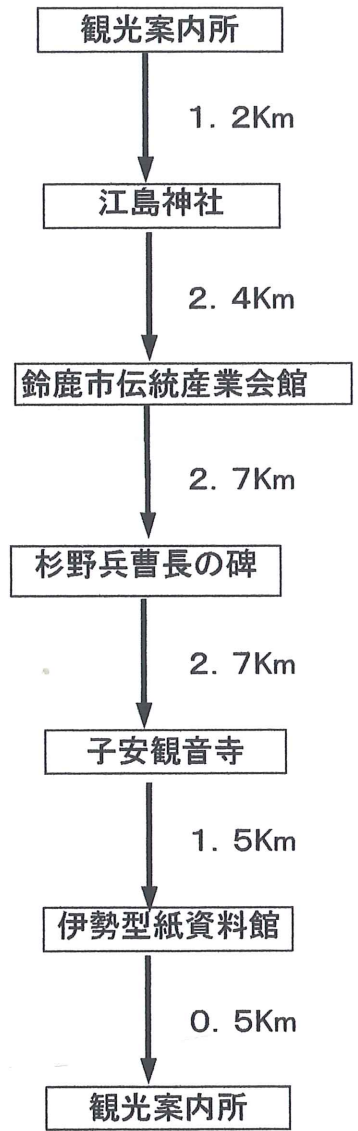 観光案内所
1. 2Km
江島神社
2. 4Km
鈴鹿市伝統産業会館
2. 7Km
杉野兵曹長の碑
2. 7Km
子安観音寺
1. 5Km
伊勢型紙資料館
0. 5Km
観光案内所